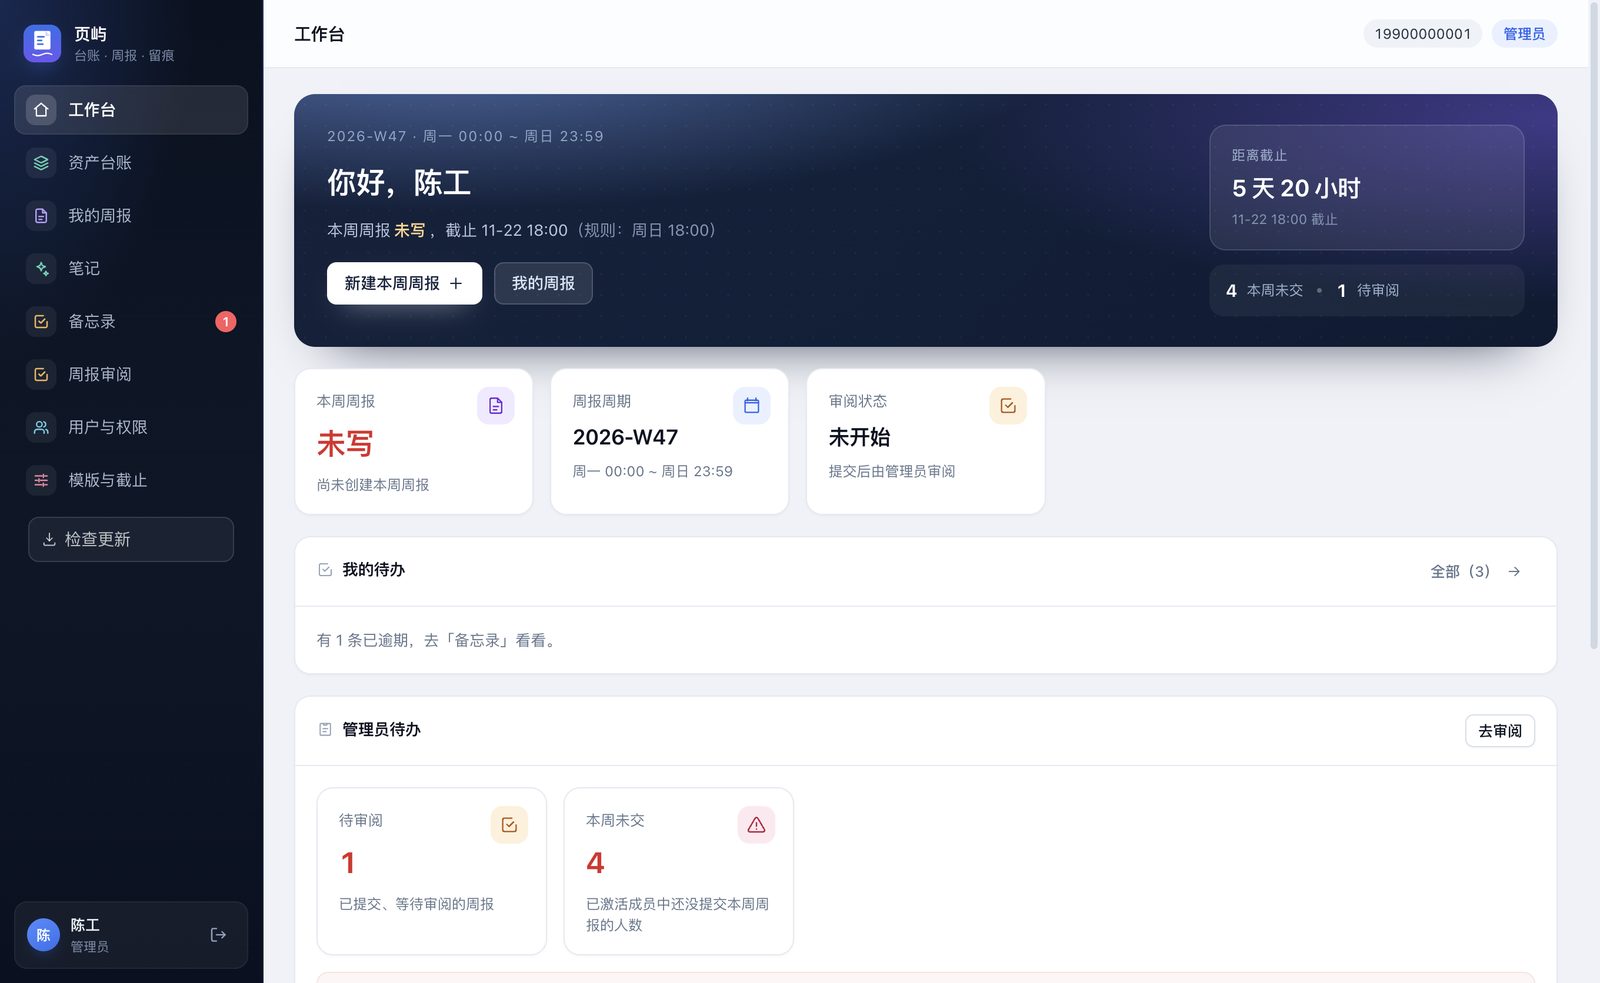 页屿
台账 · 周报 · 留痕
工作台
资产台账
我的周报
笔记
备忘录
1
周报审阅
用户与权限
模版与截止
检查更新
陈
陈工
管理员
工作台
19900000001
管理员
2026-W47 · 周一 00:00 ~ 周日 23:59
你好，陈工
本周周报 未写，截止 11-22 18:00（规则：周日 18:00）
新建本周周报
我的周报
距离截止
5 天 20 小时
11-22 18:00 截止
4 本周未交 • 1 待审阅
本周周报
未写
尚未创建本周周报
周报周期
2026-W47
周一 00:00 ~ 周日 23:59
审阅状态
未开始
提交后由管理员审阅
我的待办
全部（3） →
有 1 条已逾期，去「备忘录」看看。
管理员待办
去审阅
待审阅
1
已提交、等待审阅的周报
本周未交
4
已激活成员中还没提交本周周
报的人数